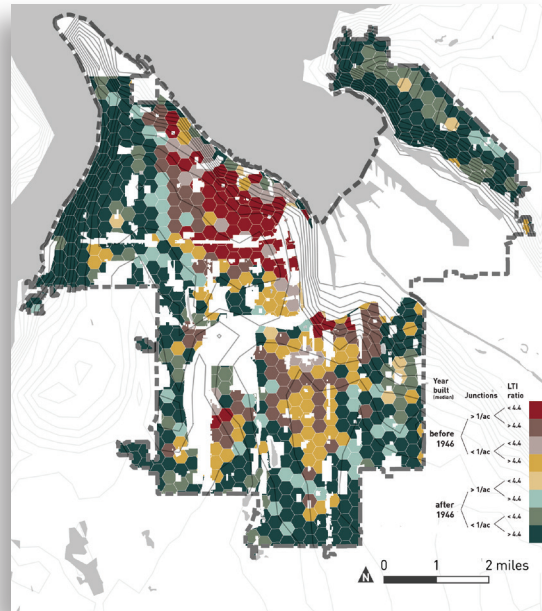 Year
built
(median)
Junctions
LTI
ratio
before
1946
> 1/ac
< 4.4
> 4.4
< 1/ac
< 4.4
> 4.4
after
1946
> 1/ac
< 4.4
> 4.4
< 1/ac
< 4.4
> 4.4
N
0 1 2 miles